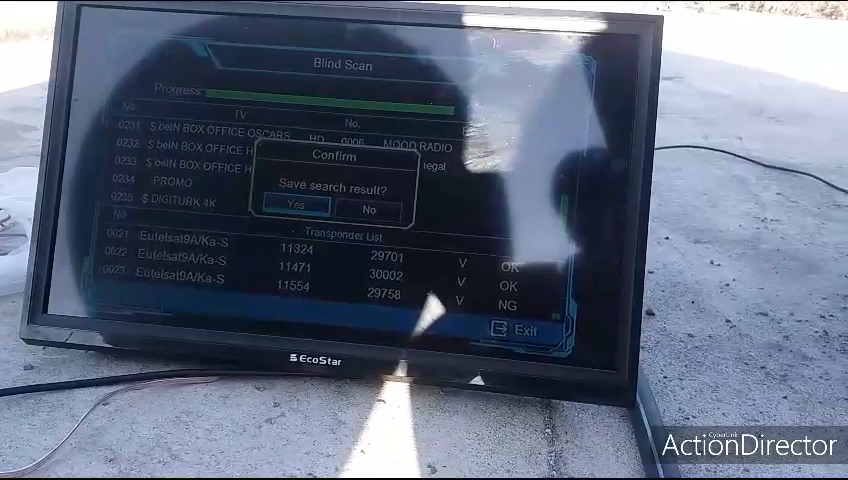 Blind Scan
Progress
No. TV No.
0231 $ beIN BOX OFFICE OSCARS HD 0006 MOOD RADIO
0232 $ beIN BOX OFFICE H
0233 $ beIN BOX OFFICE H
0234 PROMO
0235 $ DIGITURK 4K
Confirm
Save search result?
Yes No
No. Transponder List
0021 Eutelsat9A/Ka-S 11324 29701 V OK
0022 Eutelsat9A/Ka-S 11471 30002 V OK
0023 Eutelsat9A/Ka-S 11554 29758 V NG
Exit
EcoStar
CyberLink
ActionDirector